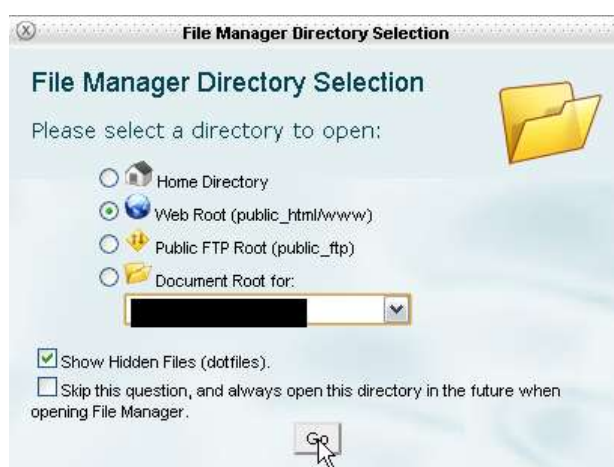 File Manager Directory Selection
File Manager Directory Selection
Please select a directory to open:
Home Directory
Web Root (public_html/www)
Public FTP Root (public_ftp)
Document Root for:
Show Hidden Files (dotfiles).
Skip this question, and always open this directory in the future when
opening File Manager.
Go